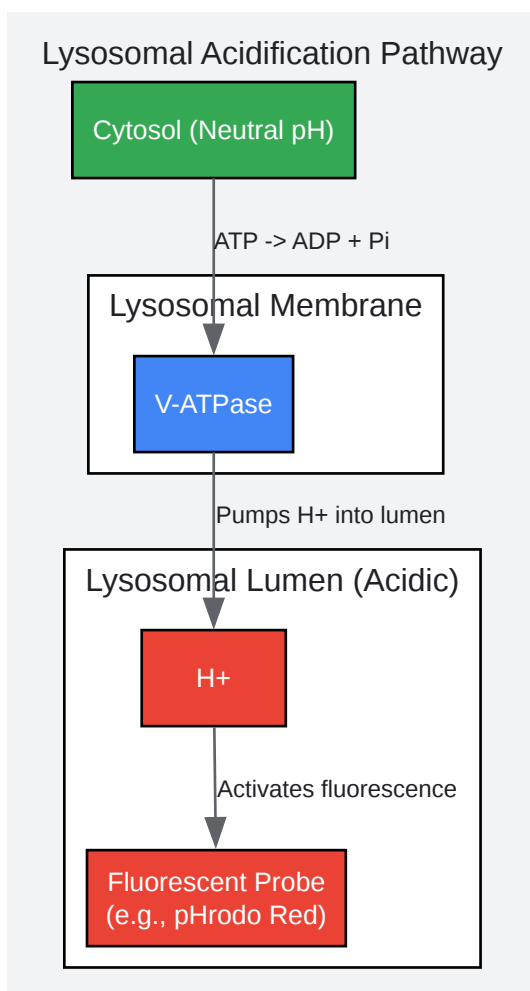 Lysosomal Acidification Pathway
Cytosol (Neutral pH)
ATP -> ADP + Pi
Lysosomal Membrane
V-ATPase
Pumps H+ into lumen
Lysosomal Lumen (Acidic)
H+
Activates fluorescence
Fluorescent Probe
(e.g., pHrodo Red)